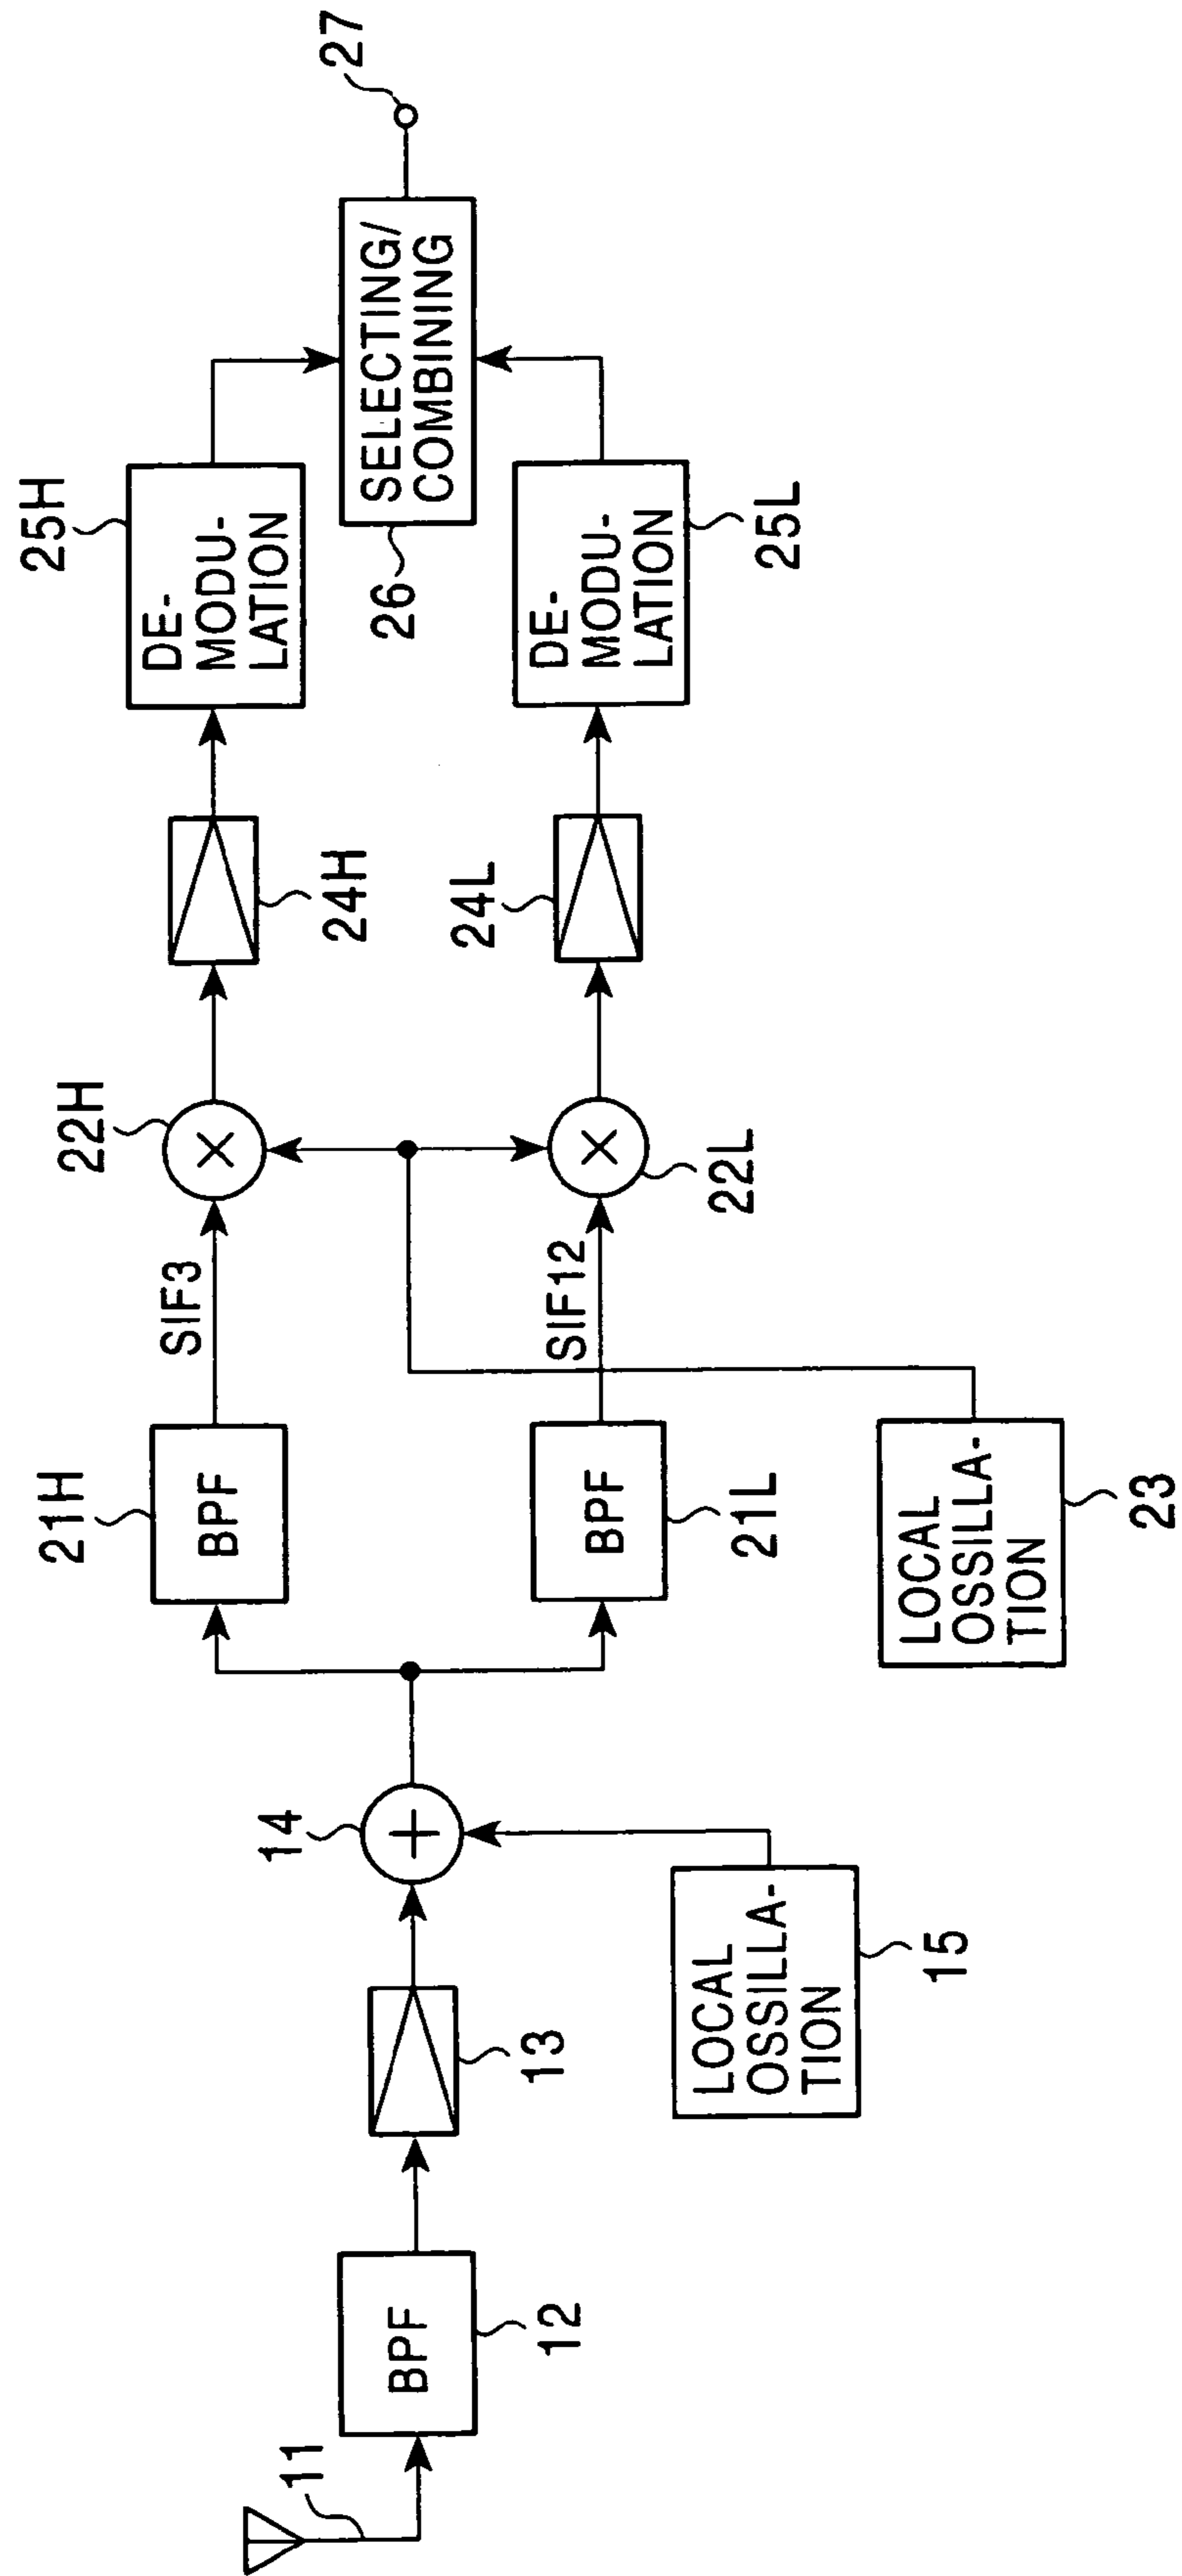 11
BPF
12
13
14
LOCAL
OSSILLA-
TION
15
21H
BPF
SIF3
22H
24H
25H
DE-
MODU-
LATION
BPF
21L
SIF12
22L
24L
DE-
MODU-
LATION
25L
LOCAL
OSSILLA-
TION
23
SELECTING/
COMBINING
26
27